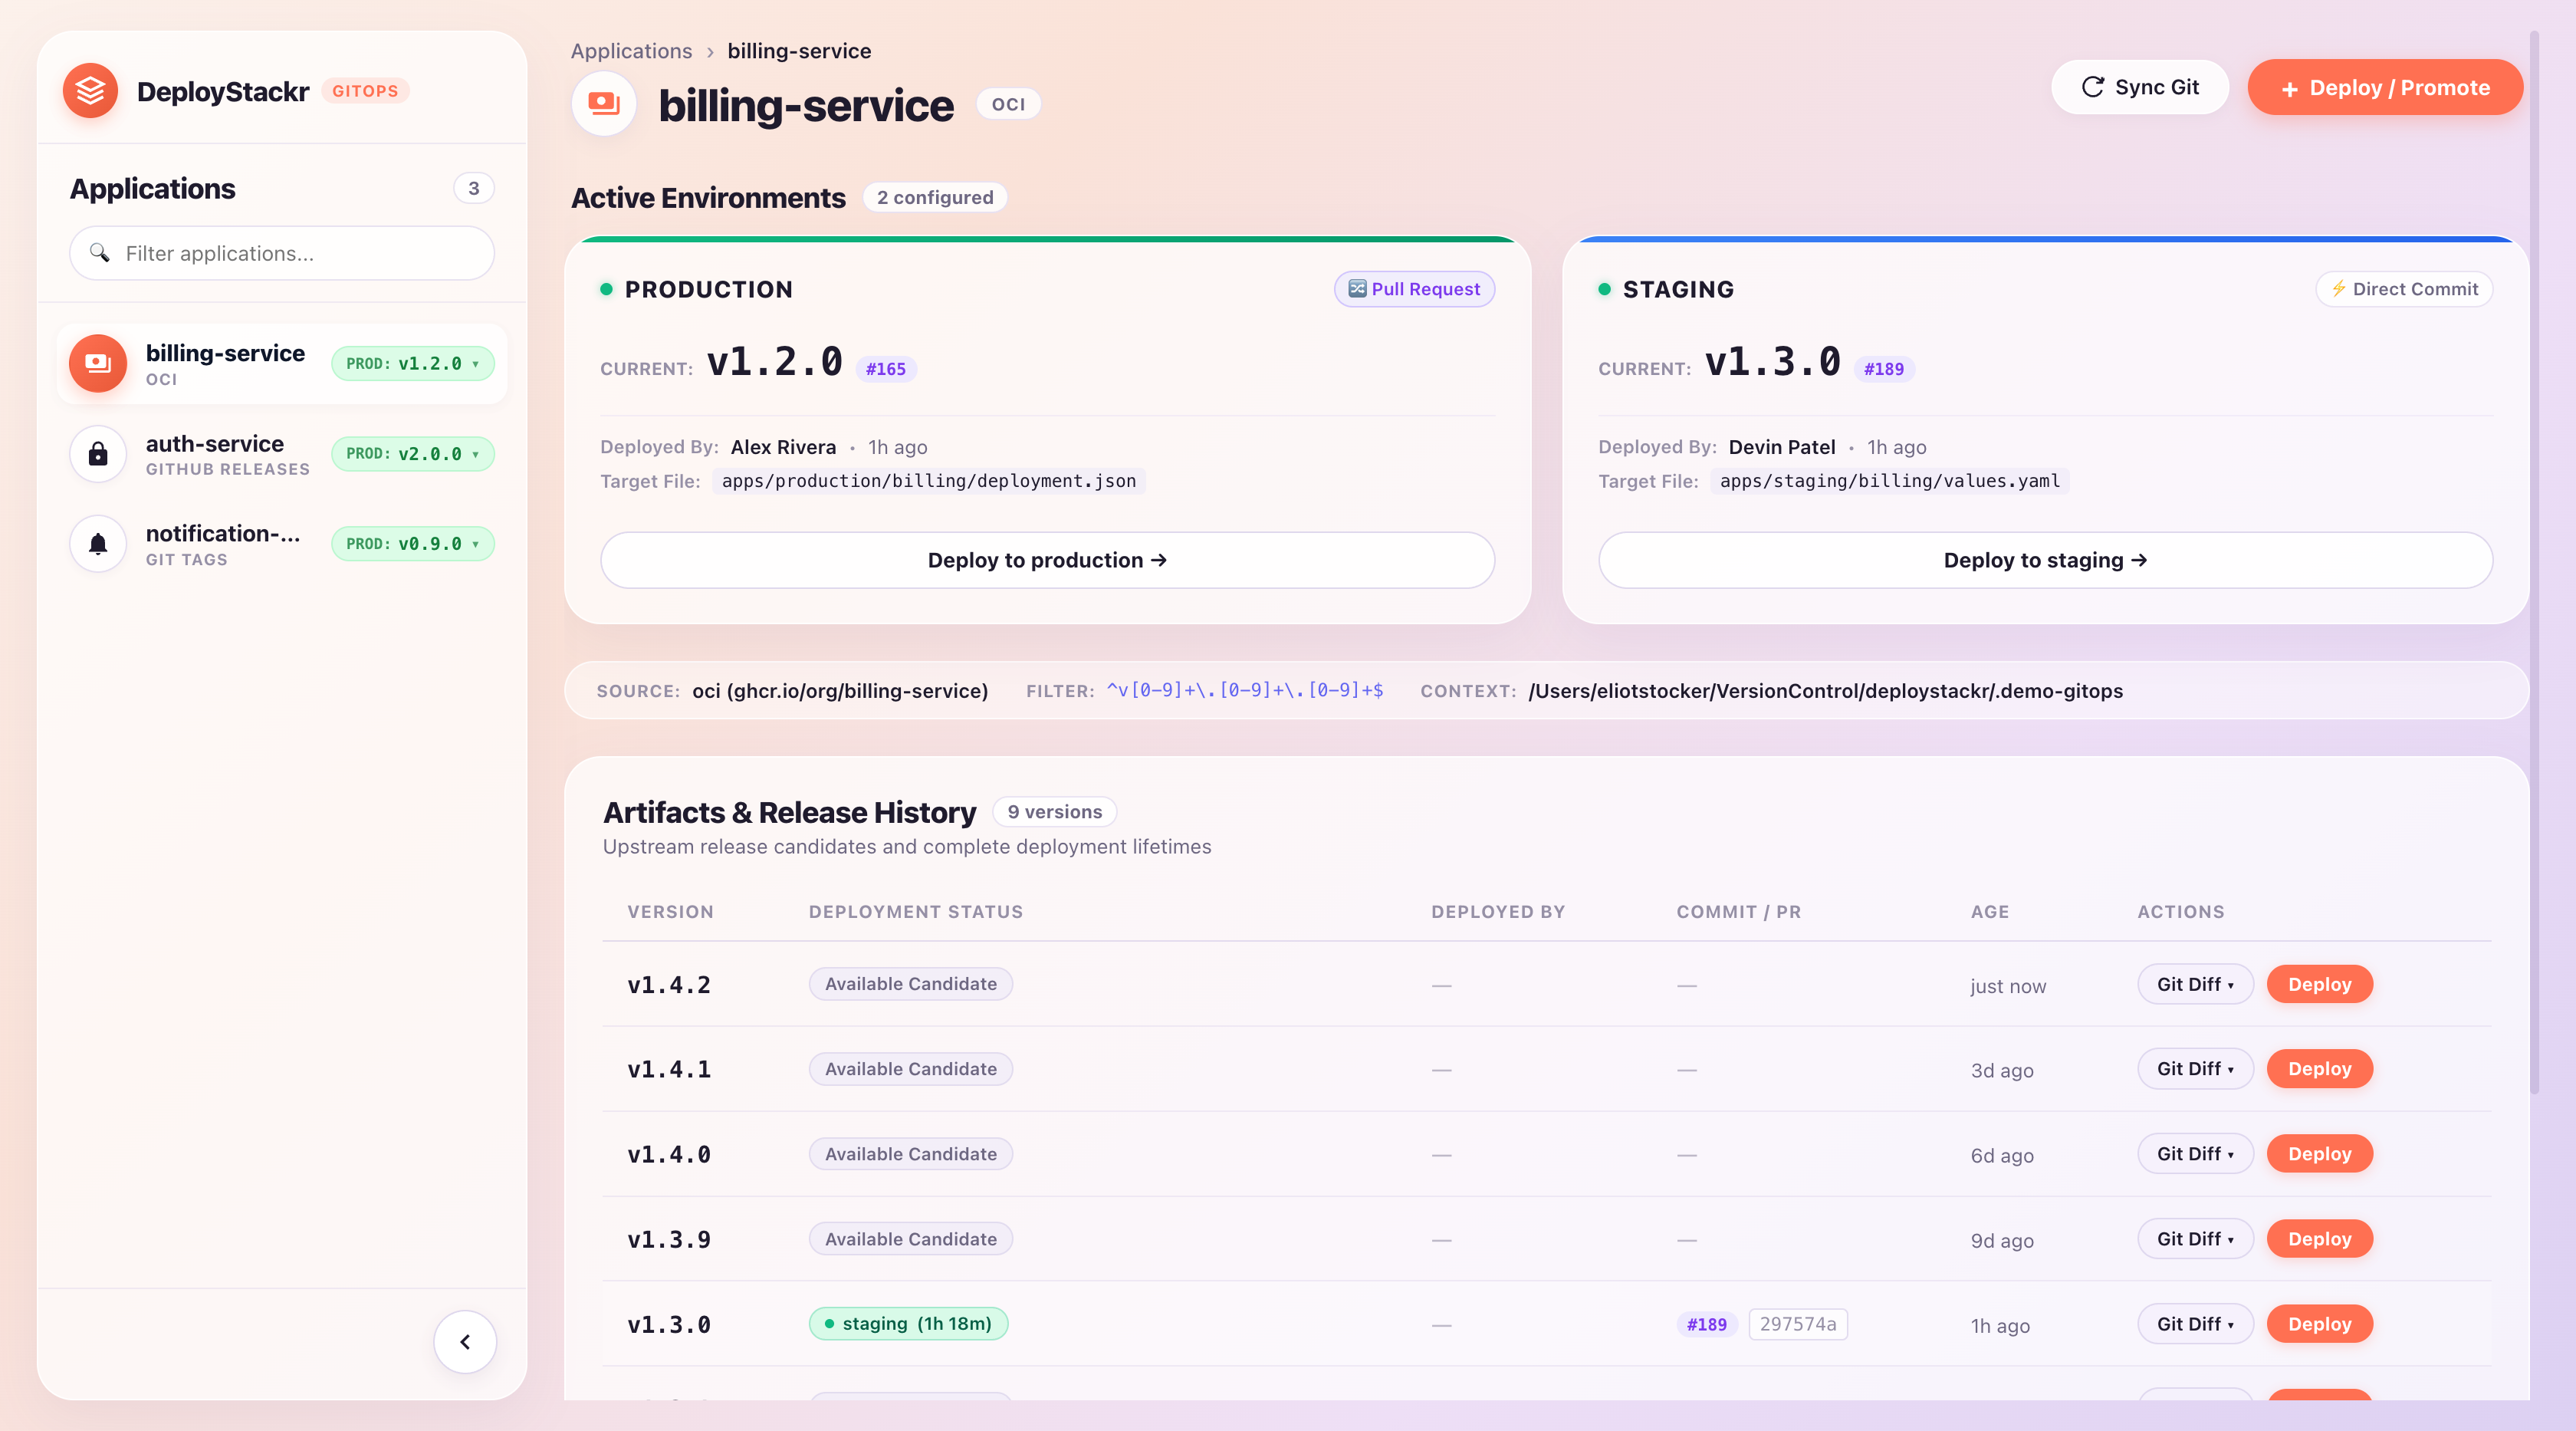 DeployStackr GITOPS
Applications 3
Filter applications...
billing-service
OCI
PROD: v1.2.0 ▾
auth-service
GITHUB RELEASES
PROD: v2.0.0 ▾
notification-...
GIT TAGS
PROD: v0.9.0 ▾
Applications › billing-service
billing-service OCI
Sync Git
+ Deploy / Promote
Active Environments 2 configured
PRODUCTION
Pull Request
CURRENT: v1.2.0 #165
Deployed By: Alex Rivera • 1h ago
Target File: apps/production/billing/deployment.json
Deploy to production →
STAGING
⚡ Direct Commit
CURRENT: v1.3.0 #189
Deployed By: Devin Patel • 1h ago
Target File: apps/staging/billing/values.yaml
Deploy to staging →
SOURCE: oci (ghcr.io/org/billing-service) FILTER: ^v[0-9]+\.[0-9]+\.[0-9]+$ CONTEXT: /Users/eliotstocker/VersionControl/deploystackr/.demo-gitops
Artifacts & Release History 9 versions
Upstream release candidates and complete deployment lifetimes
VERSION DEPLOYMENT STATUS DEPLOYED BY COMMIT / PR AGE ACTIONS
v1.4.2 Available Candidate — — just now Git Diff ▾ Deploy
v1.4.1 Available Candidate — — 3d ago Git Diff ▾ Deploy
v1.4.0 Available Candidate — — 6d ago Git Diff ▾ Deploy
v1.3.9 Available Candidate — — 9d ago Git Diff ▾ Deploy
v1.3.0 staging (1h 18m) — #189 297574a 1h ago Git Diff ▾ Deploy